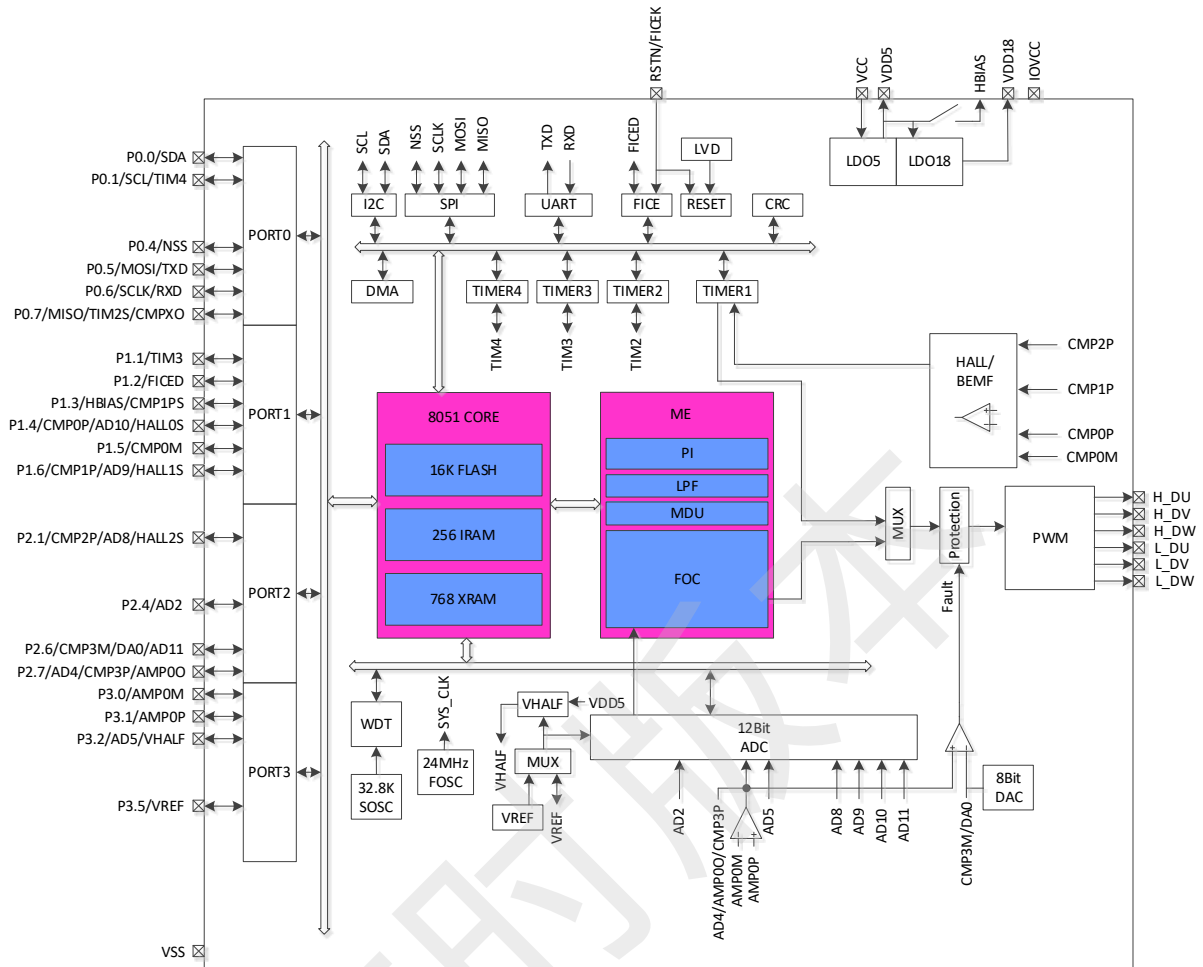 RSTN/FICEK
VCC
VDD5
HBIAS
VDD18
IOVCC
P0.0/SDA
P0.1/SCL/TIM4
P0.4/NSS
P0.5/MOSI/TXD
P0.6/SCLK/RXD
P0.7/MISO/TIM2S/CMPXO
P1.1/TIM3
P1.2/FICED
P1.3/HBIAS/CMP1PS
P1.4/CMP0P/AD10/HALL0S
P1.5/CMP0M
P1.6/CMP1P/AD9/HALL1S
P2.1/CMP2P/AD8/HALL2S
P2.4/AD2
P2.6/CMP3M/DA0/AD11
P2.7/AD4/CMP3P/AMP0O
P3.0/AMP0M
P3.1/AMP0P
P3.2/AD5/VHALF
P3.5/VREF
VSS
PORT0
PORT1
PORT2
PORT3
SCL
SDA
NSS
SCLK
MOSI
MISO
TXD
RXD
FICED
LVD
I2C
SPI
UART
FICE
RESET
CRC
LDO5
LDO18
DMA
TIMER4
TIMER3
TIMER2
TIMER1
TIM4
TIM3
TIM2
HALL/
BEMF
CMP2P
CMP1P
CMP0P
CMP0M
8051 CORE
16K FLASH
256 IRAM
768 XRAM
ME
PI
LPF
MDU
FOC
MUX
Protection
Fault
PWM
H_DU
H_DV
H_DW
L_DU
L_DV
L_DW
WDT
32.8K
SOSC
SYS_CLK
24MHz
FOSC
VHALF
VDD5
VHALF
MUX
VREF
VREF
12Bit
ADC
AD2
AD4/AMP0O/CMP3P
AMP0M
AMP0P
AD5
AD8
AD9
AD10
AD11
CMP3M/DA0
8Bit
DAC
时版本